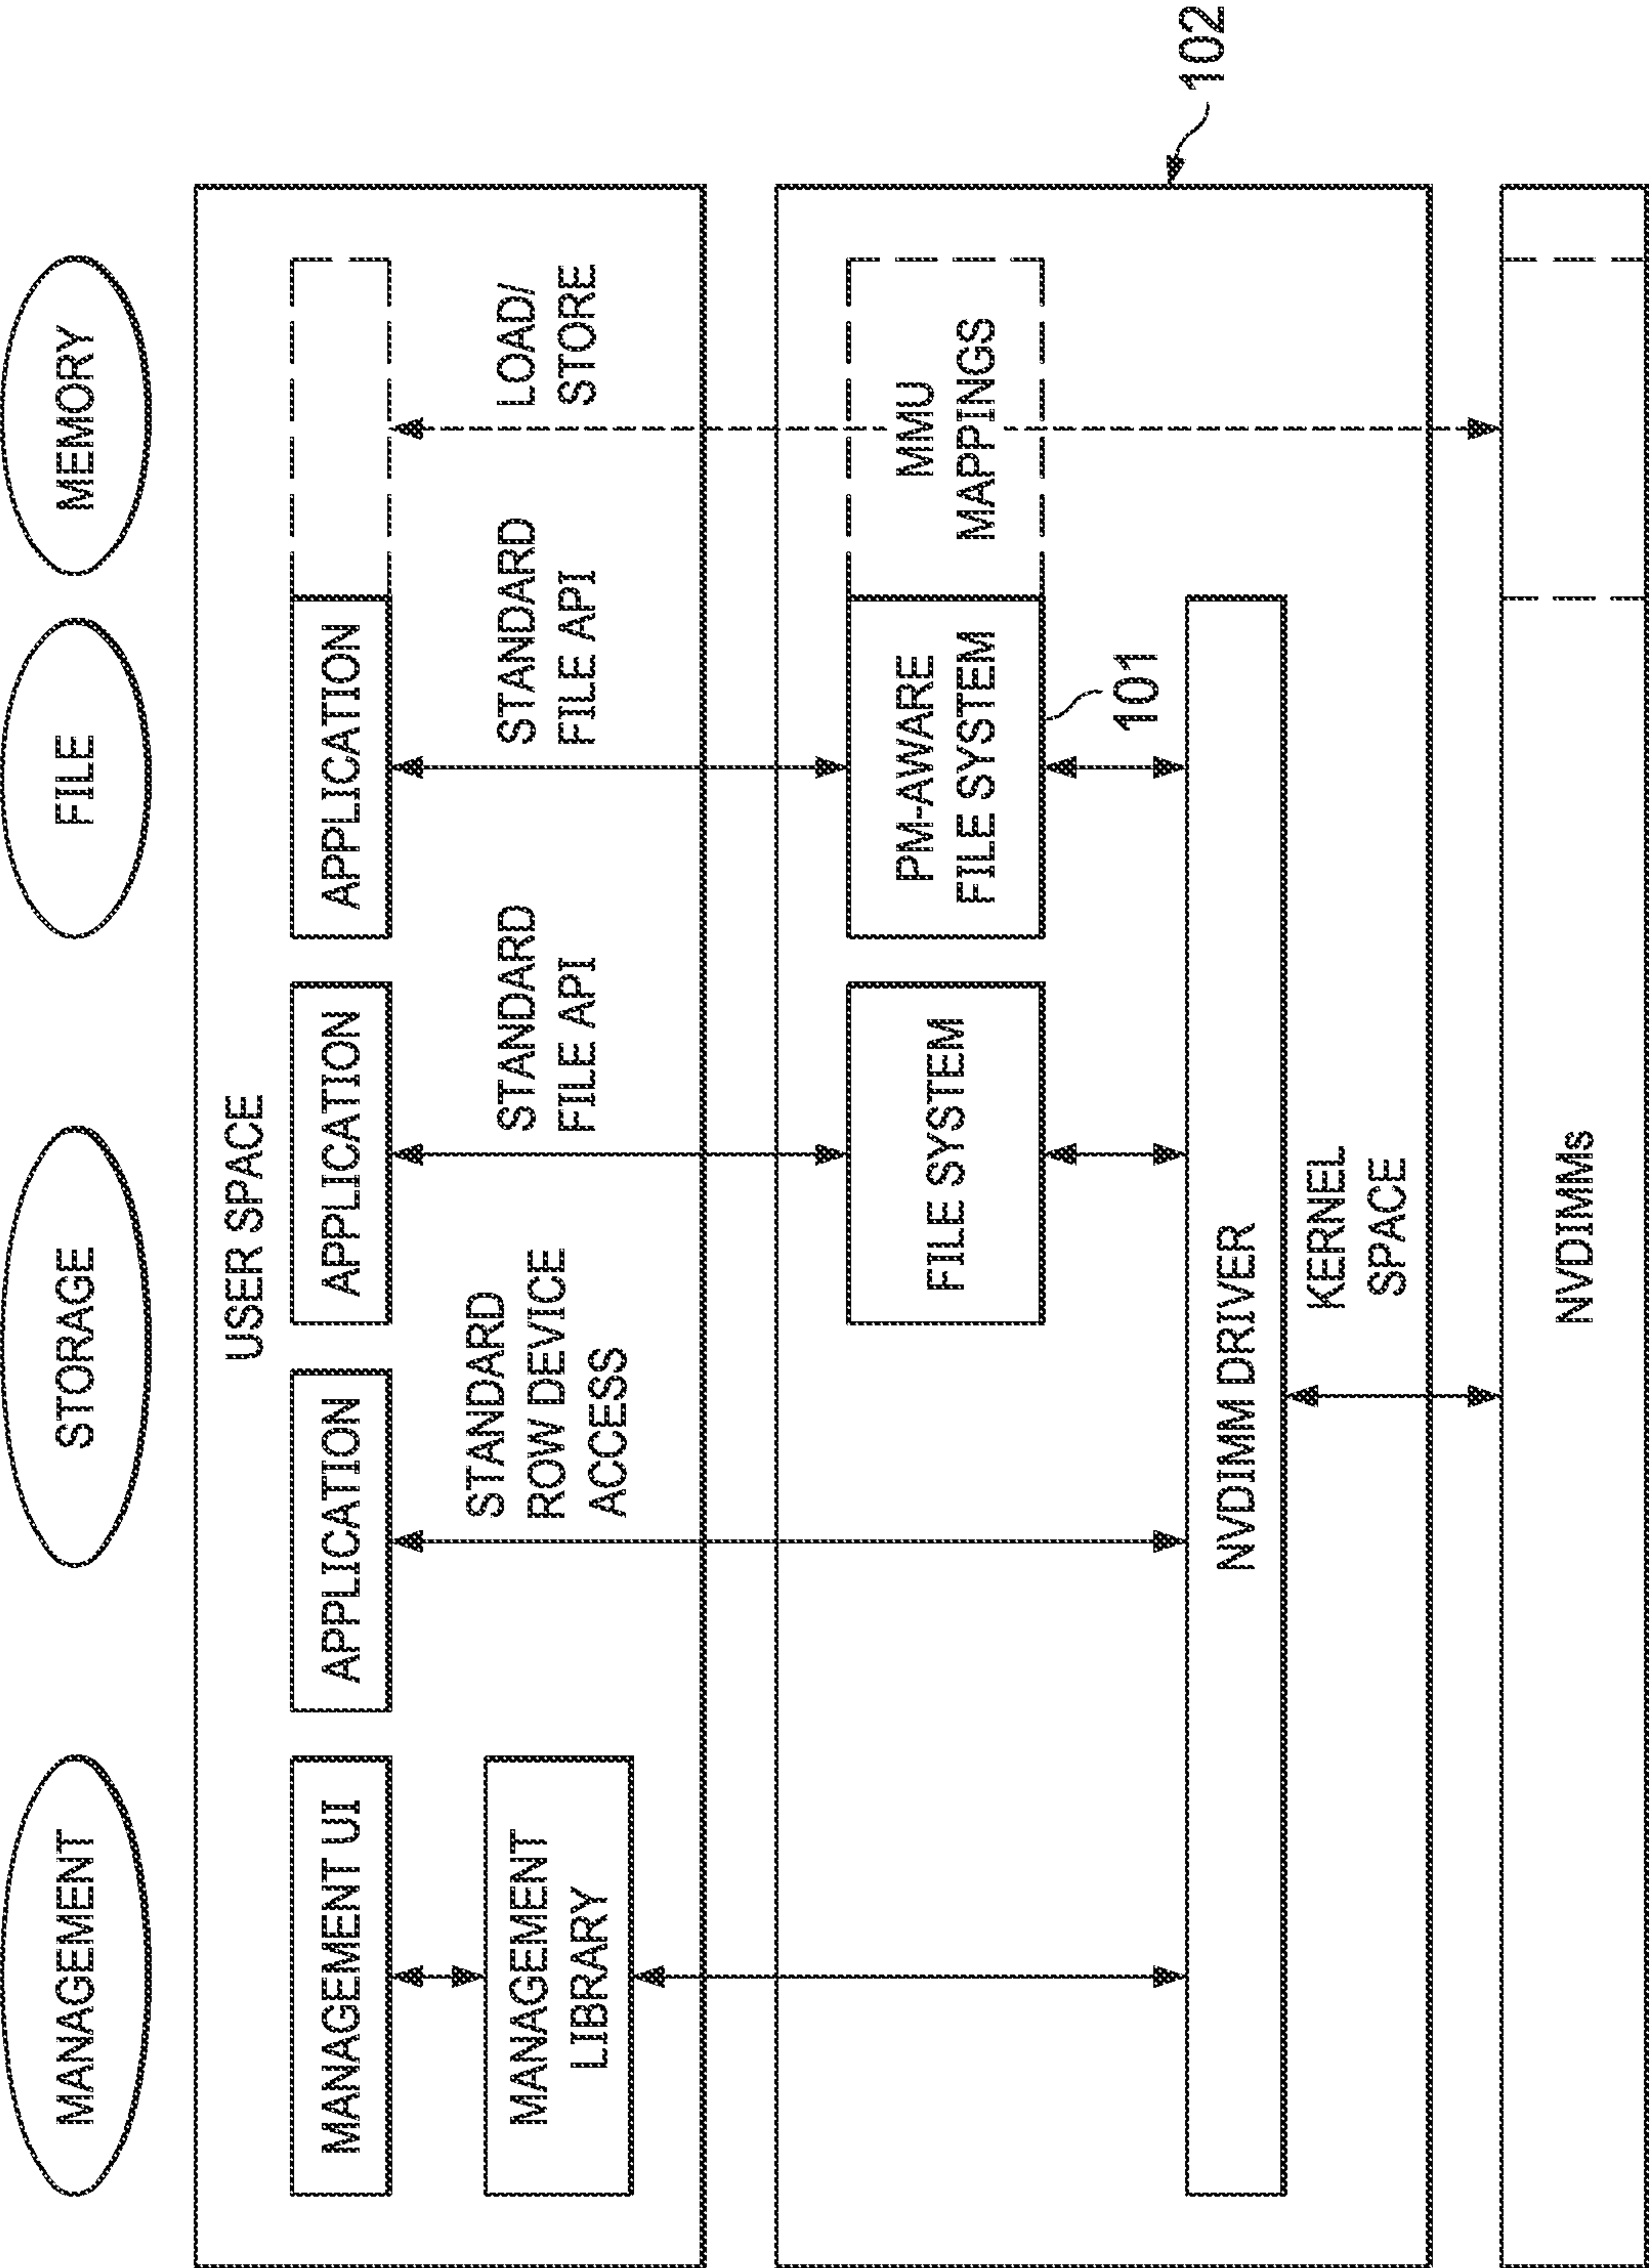 MANAGEMENT
STORAGE
FILE
MEMORY
USER SPACE
MANAGEMENT UI
APPLICATION
APPLICATION
APPLICATION
MANAGEMENT
LIBRARY
STANDARD
ROW DEVICE
ACCESS
STANDARD
FILE API
STANDARD
FILE API
LOAD/
STORE
FILE SYSTEM
PM-AWARE
FILE SYSTEM
MMU
MAPPINGS
101
NVDIMM DRIVER
KERNEL
SPACE
102
NVDIMMs